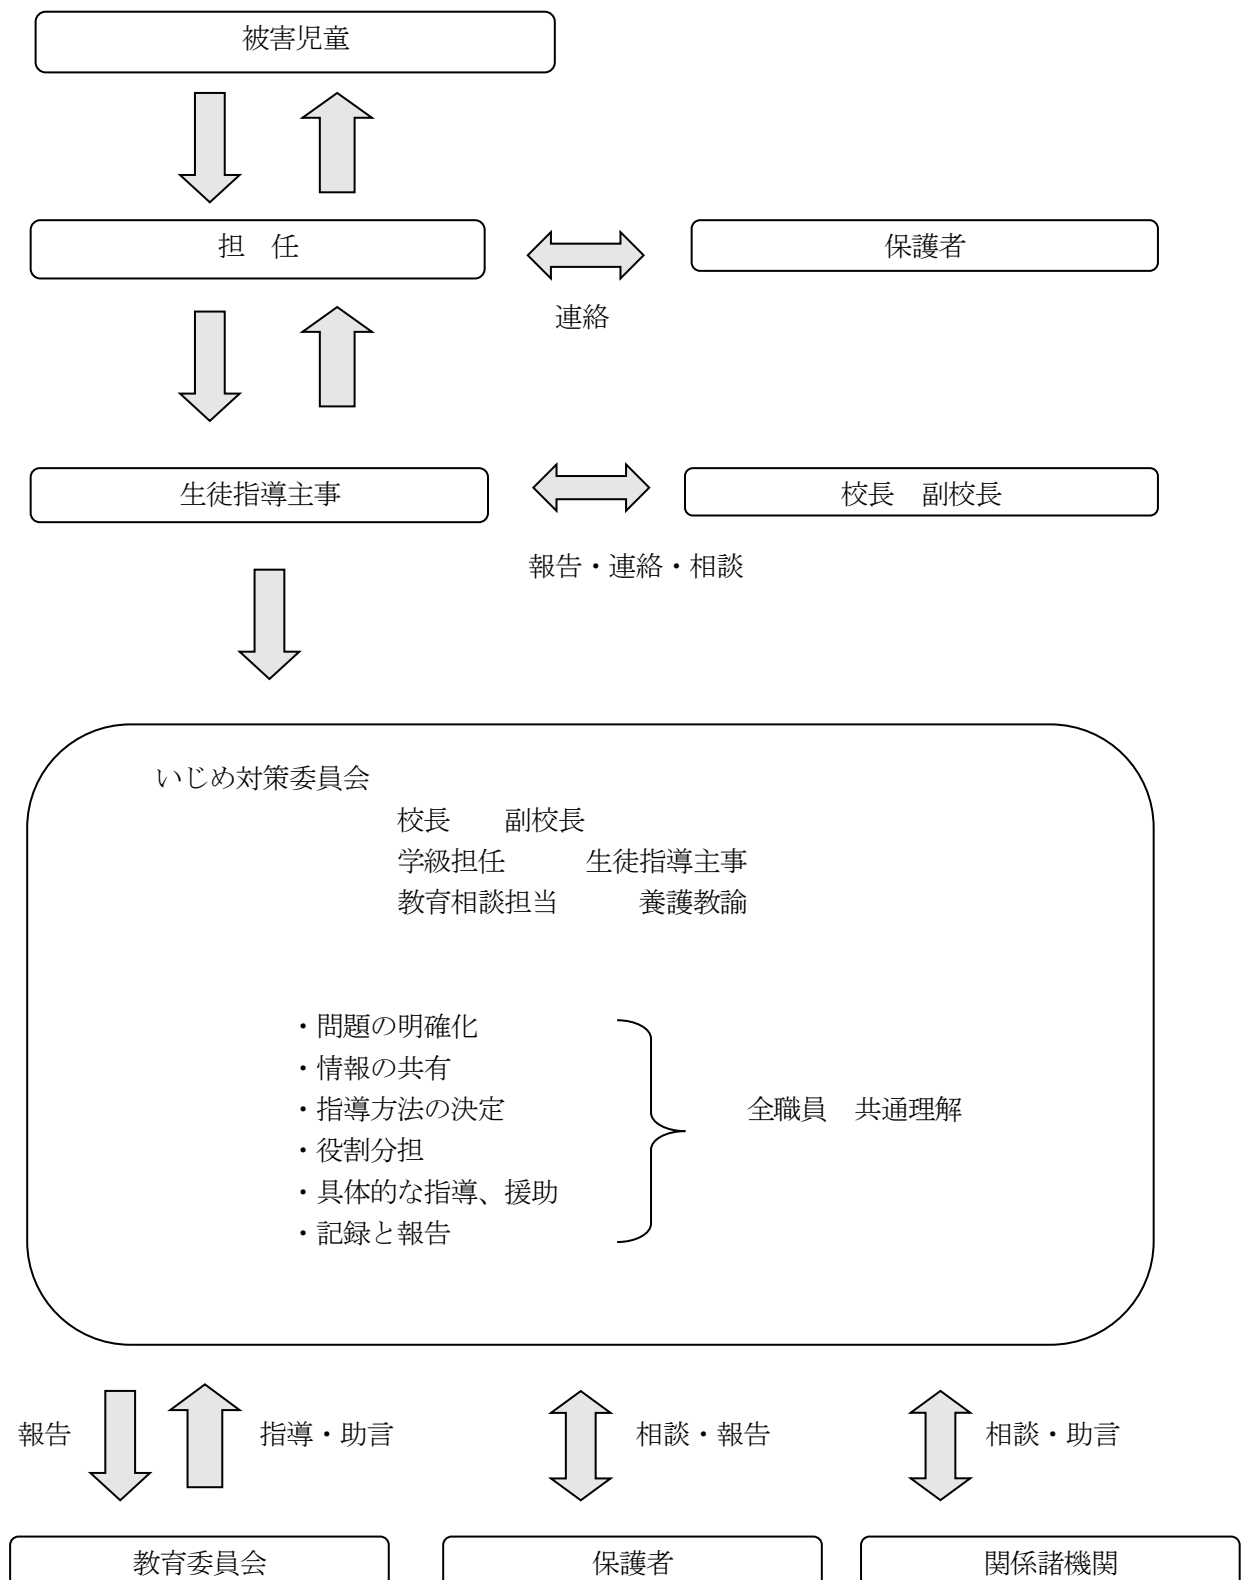 被害児童
担　任
保護者
連絡
生徒指導主事
校長　副校長
報告・連絡・相談
いじめ対策委員会
校長　　副校長
学級担任　　　生徒指導主事
教育相談担当　　　養護教諭
・問題の明確化
・情報の共有
・指導方法の決定
全職員　共通理解
・役割分担
・具体的な指導、援助
・記録と報告
報告
指導・助言
相談・報告
相談・助言
教育委員会
保護者
関係諸機関